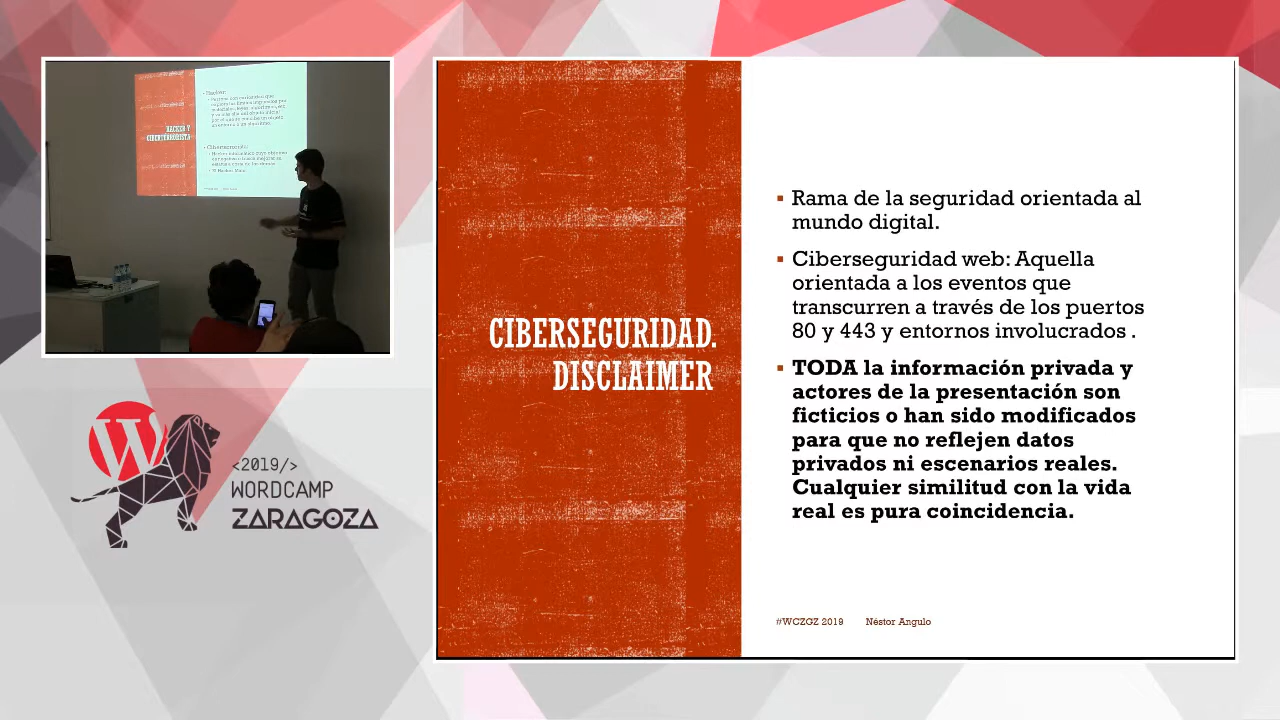 HACKER Y
CIBERTERRORISTA
Hacker:
CIBERSEGURIDAD.
DISCLAIMER
Rama de la seguridad orientada al
mundo digital.
Ciberseguridad web: Aquella
orientada a los eventos que
transcurren a través de los puertos
80 y 443 y entornos involucrados .
TODA la información privada y
actores de la presentación son
ficticios o han sido modificados
para que no reflejen datos
privados ni escenarios reales.
Cualquier similitud con la vida
real es pura coincidencia.
#WCZGZ 2019 Néstor Angulo
W
<2019/>
WORDCAMP
ZARAGOZA